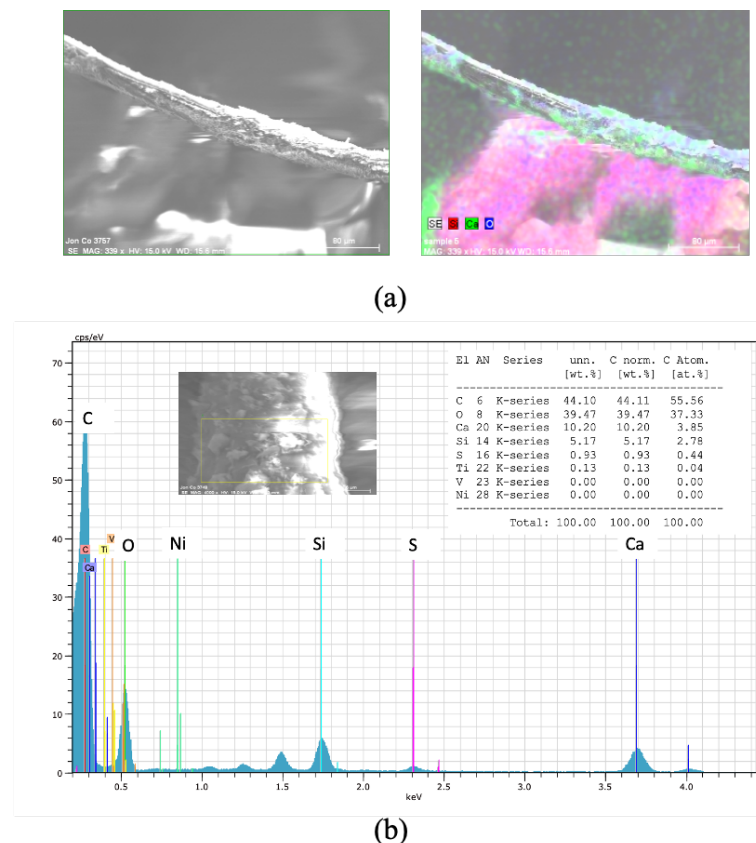 Jon Co 3757
SE MAG: 339 x HV: 15.0 kV WD: 15.6 mm
80 µm
SE Si Ca O
sample 5
MAG: 339 x HV: 15.0 kV WD: 15.6 mm
80 µm
(a)
cps/eV
El AN Series unn. C norm. C Atom.
[wt.%] [wt.%] [at.%]
C 6 K-series 44.10 44.11 55.56
O 8 K-series 39.47 39.47 37.33
Ca 20 K-series 10.20 10.20 3.85
Si 14 K-series 5.17 5.17 2.78
S 16 K-series 0.93 0.93 0.44
Ti 22 K-series 0.13 0.13 0.04
V 23 K-series 0.00 0.00 0.00
Ni 28 K-series 0.00 0.00 0.00
Total: 100.00 100.00 100.00
70
60
50
40
30
20
10
0
C
C
Ca
Ti
V
O
Ni
Si
S
Ca
0.5 1.0 1.5 2.0 2.5 3.0 3.5 4.0
keV
(b)